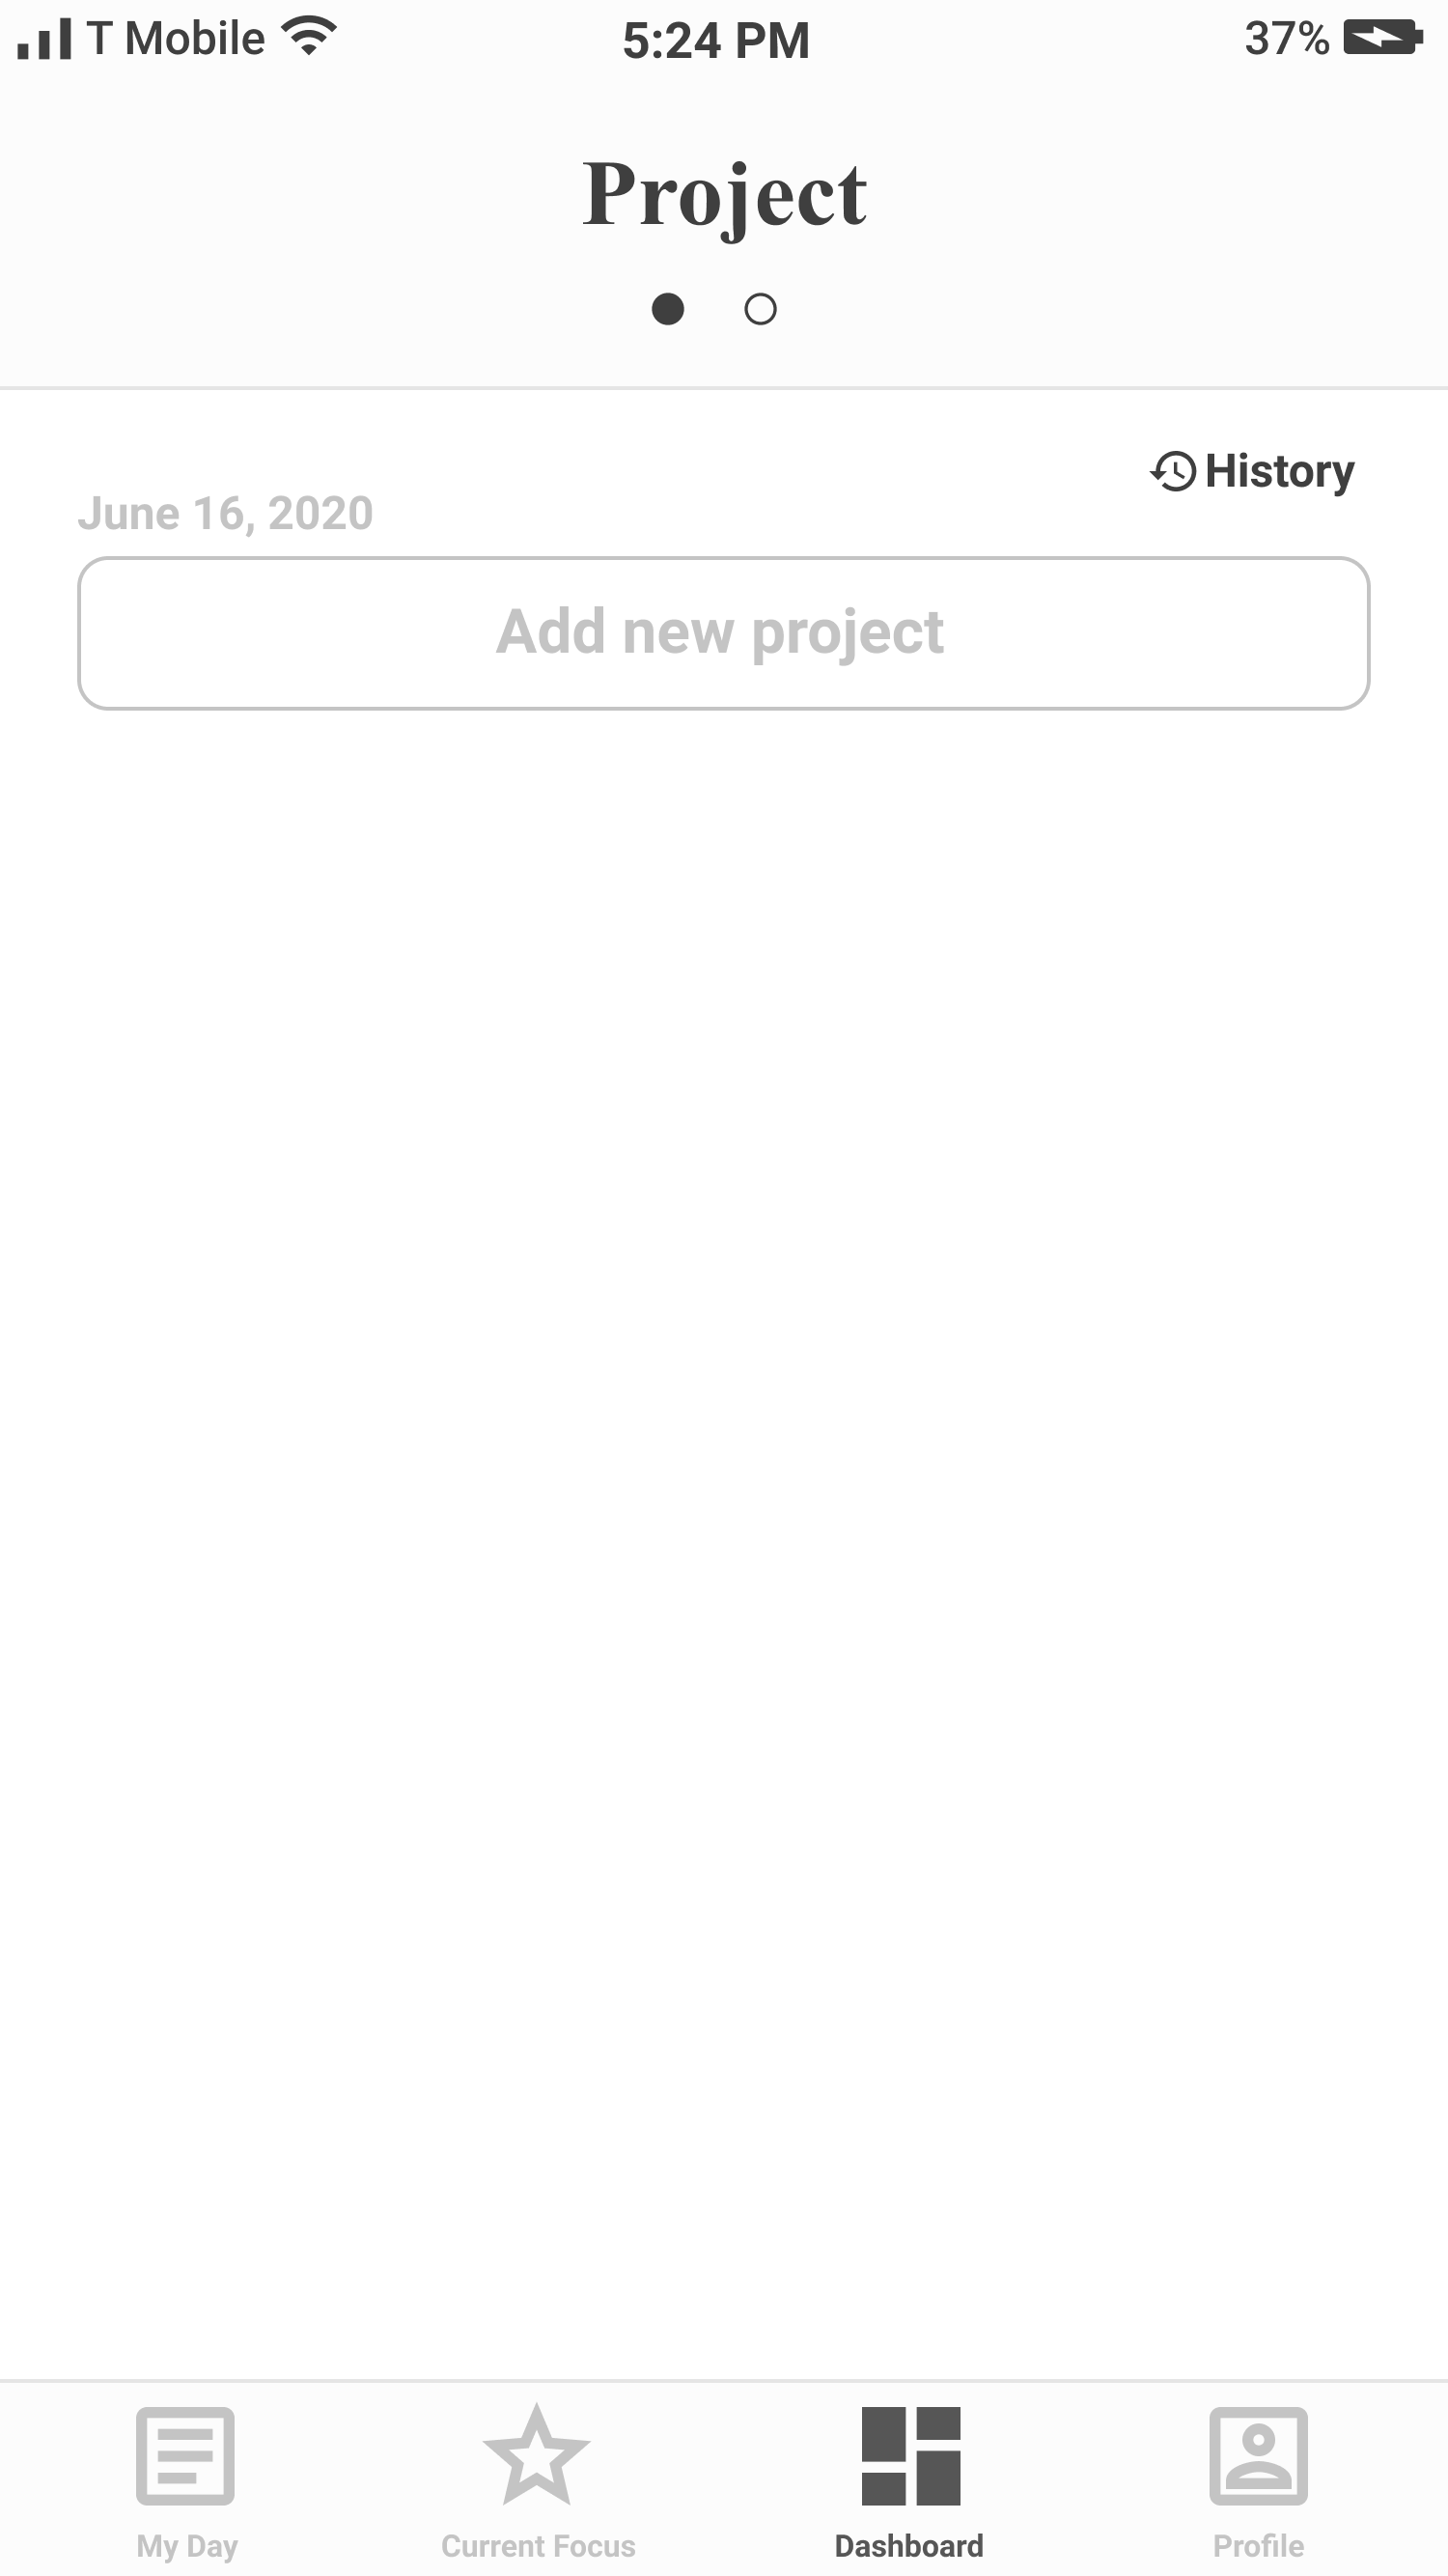 T Mobile 5:24 PM 37%
Project
History
June 16, 2020
Add new project
My Day Current Focus Dashboard Profile